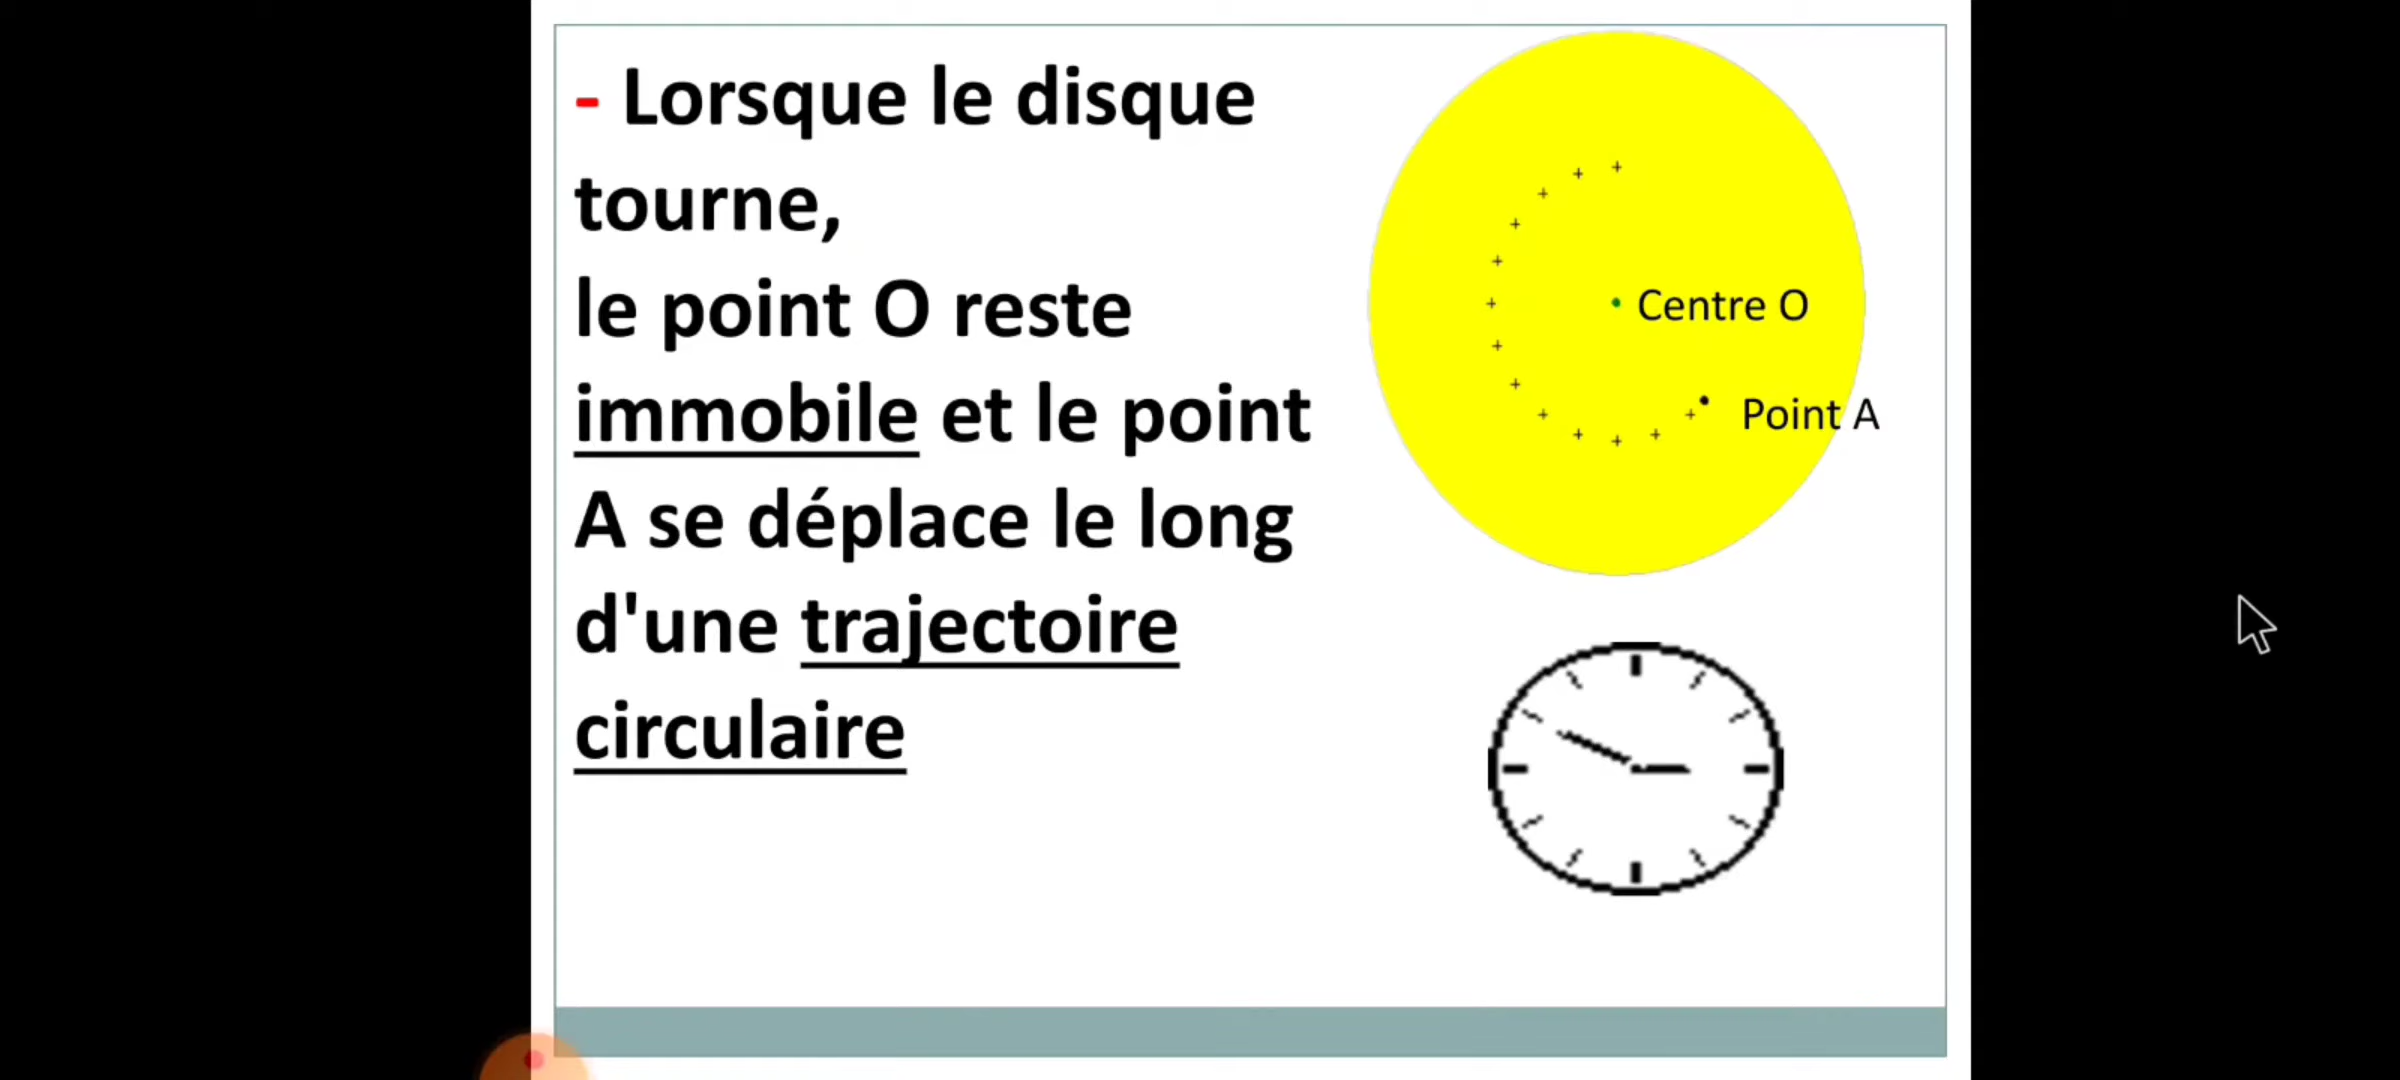 - Lorsque le disque
tourne,
le point O reste
immobile et le point
A se déplace le long
d'une trajectoire
circulaire
Centre O
Point A